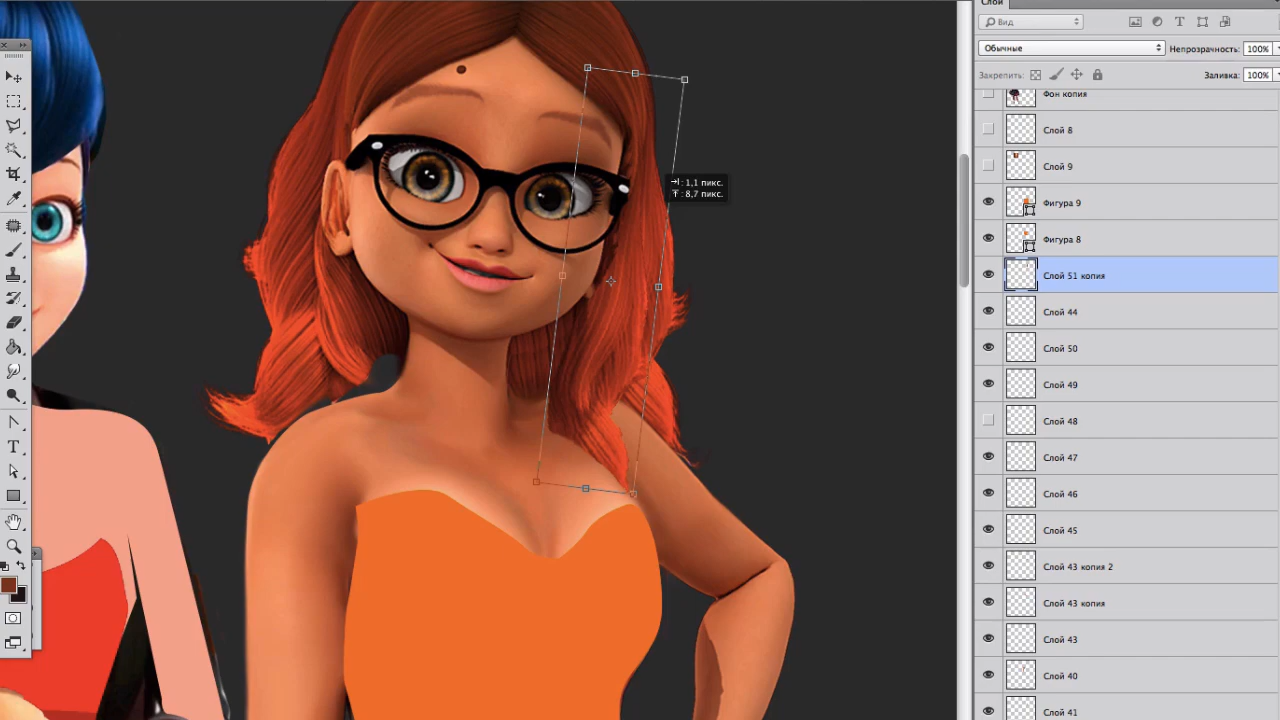 Слои
Вид
Обычные
Непрозрачность: 100%
Закрепить:
Заливка: 100%
Фон копия
Слой 8
Слой 9
Фигура 9
Фигура 8
Слой 51 копия
Слой 44
Слой 50
Слой 49
Слой 48
Слой 47
Слой 46
Слой 45
Слой 43 копия 2
Слой 43 копия
Слой 43
Слой 40
Слой 41
: 1,1 пикс.
: 8,7 пикс.